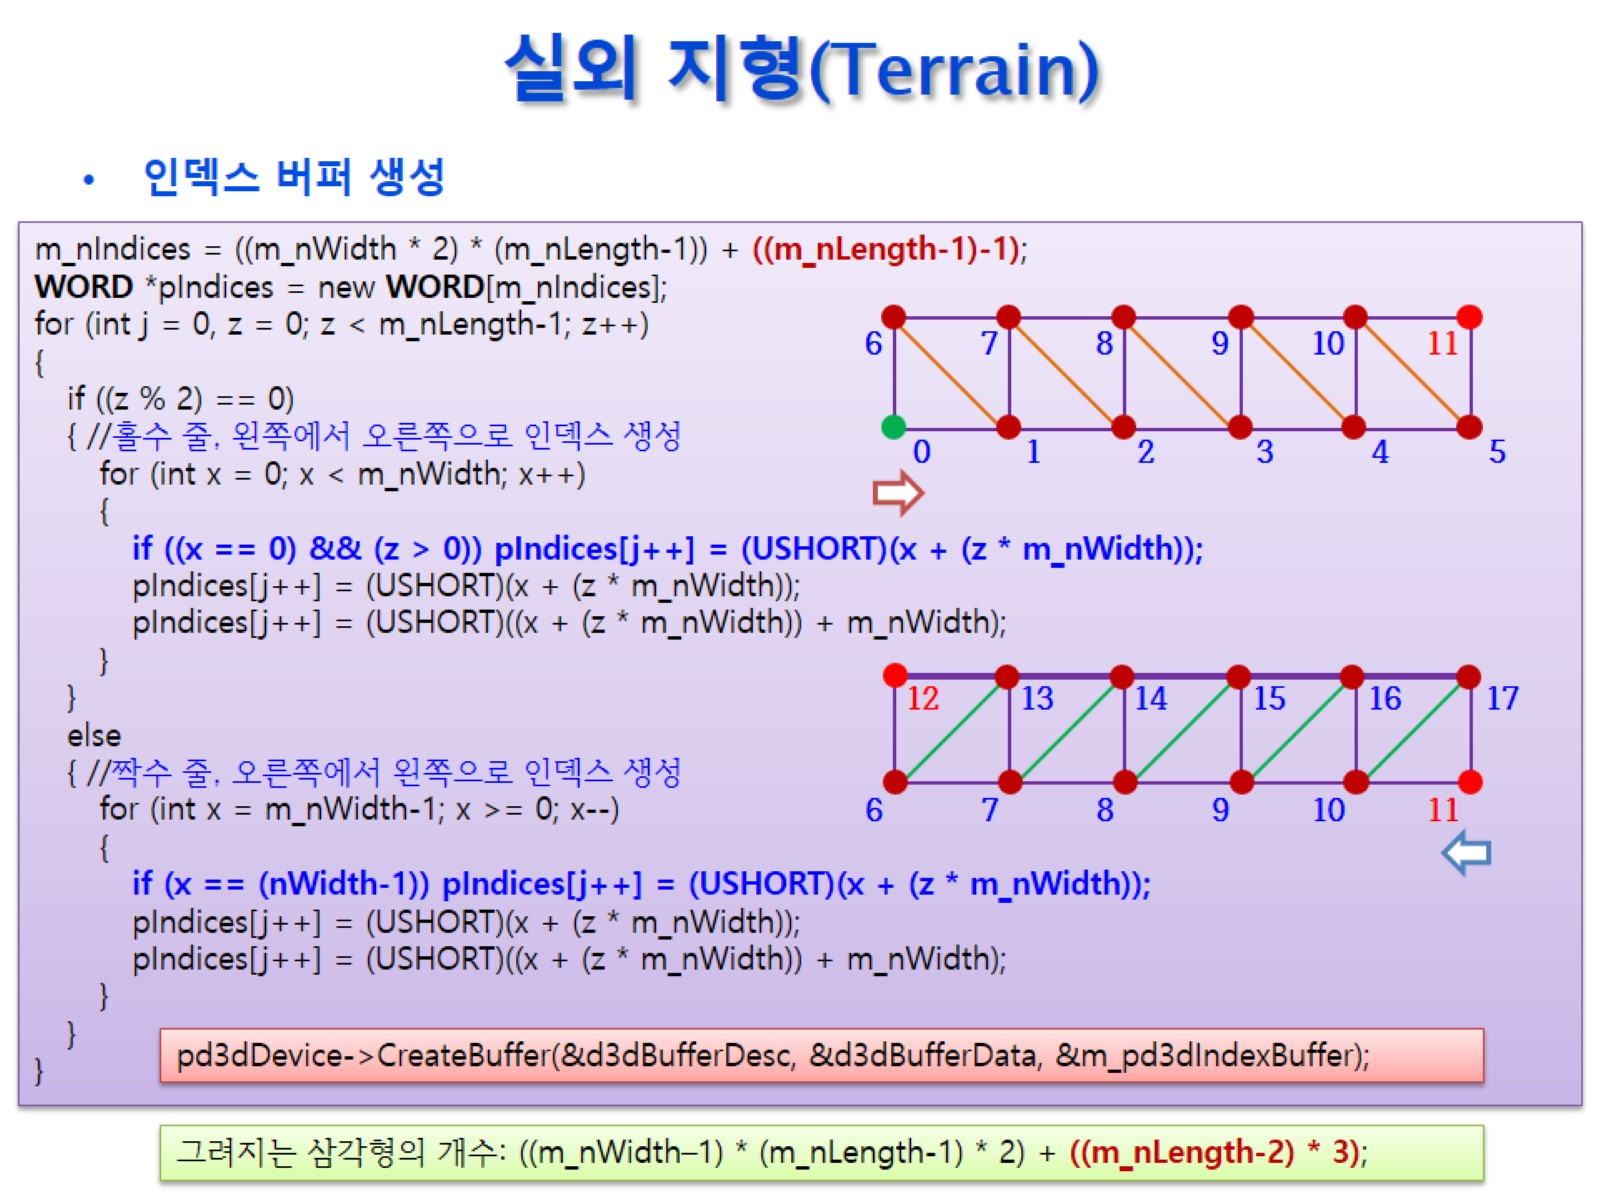 실외 지형(Terrain)
• 인덱스 버퍼 생성
m_nIndices = ((m_nWidth * 2) * (m_nLength-1)) + ((m_nLength-1)-1);
WORD *pIndices = new WORD[m_nIndices];
for (int j = 0, z = 0; z < m_nLength-1; z++)
{
if ((z % 2) == 0)
{ //홀수 줄, 왼쪽에서 오른쪽으로 인덱스 생성
for (int x = 0; x < m_nWidth; x++)
{
if ((x == 0) && (z > 0)) pIndices[j++] = (USHORT)(x + (z * m_nWidth));
pIndices[j++] = (USHORT)(x + (z * m_nWidth));
pIndices[j++] = (USHORT)((x + (z * m_nWidth)) + m_nWidth);
}
}
else
{ //짝수 줄, 오른쪽에서 왼쪽으로 인덱스 생성
for (int x = m_nWidth-1; x >= 0; x--)
{
if (x == (nWidth-1)) pIndices[j++] = (USHORT)(x + (z * m_nWidth));
pIndices[j++] = (USHORT)(x + (z * m_nWidth));
pIndices[j++] = (USHORT)((x + (z * m_nWidth)) + m_nWidth);
}
}
}
6 7 8 9 10 11
0 1 2 3 4 5
12 13 14 15 16 17
6 7 8 9 10 11
pd3dDevice->CreateBuffer(&d3dBufferDesc, &d3dBufferData, &m_pd3dIndexBuffer);
그려지는 삼각형의 개수: ((m_nWidth–1) * (m_nLength-1) * 2) + ((m_nLength-2) * 3);